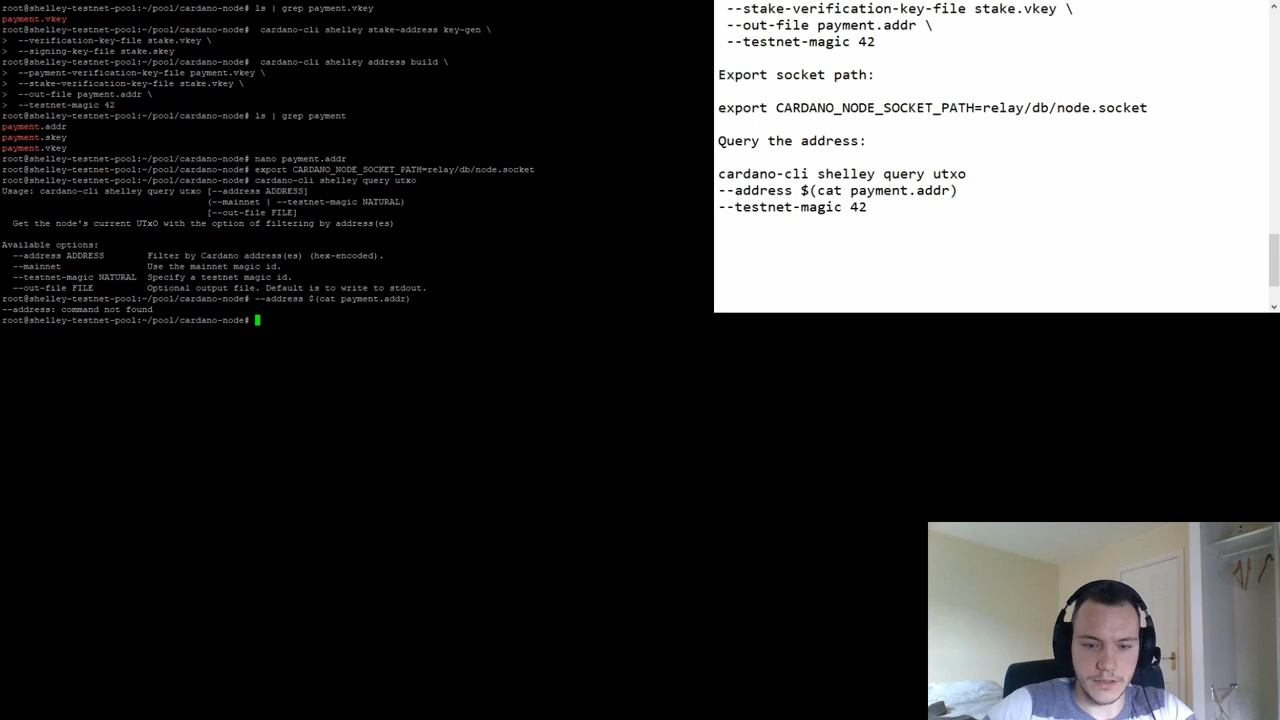 root@shelley-testnet-pool:~/pool/cardano-node# ls | grep payment.vkey
payment.vkey
root@shelley-testnet-pool:~/pool/cardano-node#  cardano-cli shelley stake-address key-gen \
>  --verification-key-file stake.vkey \
>  --signing-key-file stake.skey
root@shelley-testnet-pool:~/pool/cardano-node#  cardano-cli shelley address build \
>  --payment-verification-key-file payment.vkey \
>  --stake-verification-key-file stake.vkey \
>  --out-file payment.addr \
>  --testnet-magic 42
root@shelley-testnet-pool:~/pool/cardano-node# ls | grep payment
payment.addr
payment.skey
payment.vkey
root@shelley-testnet-pool:~/pool/cardano-node# nano payment.addr
root@shelley-testnet-pool:~/pool/cardano-node# export CARDANO_NODE_SOCKET_PATH=relay/db/node.socket
root@shelley-testnet-pool:~/pool/cardano-node# cardano-cli shelley query utxo
Usage: cardano-cli shelley query utxo [--address ADDRESS]
(--mainnet | --testnet-magic NATURAL)
[--out-file FILE]
Get the node's current UTxO with the option of filtering by address(es)
Available options:
--address ADDRESS        Filter by Cardano address(es) (hex-encoded).
--mainnet                Use the mainnet magic id.
--testnet-magic NATURAL  Specify a testnet magic id.
--out-file FILE          Optional output file. Default is to write to stdout.
root@shelley-testnet-pool:~/pool/cardano-node# --address $(cat payment.addr)
--address: command not found
root@shelley-testnet-pool:~/pool/cardano-node#
--stake-verification-key-file stake.vkey \
--out-file payment.addr \
--testnet-magic 42
Export socket path:
export CARDANO_NODE_SOCKET_PATH=relay/db/node.socket
Query the address:
cardano-cli shelley query utxo
--address $(cat payment.addr)
--testnet-magic 42